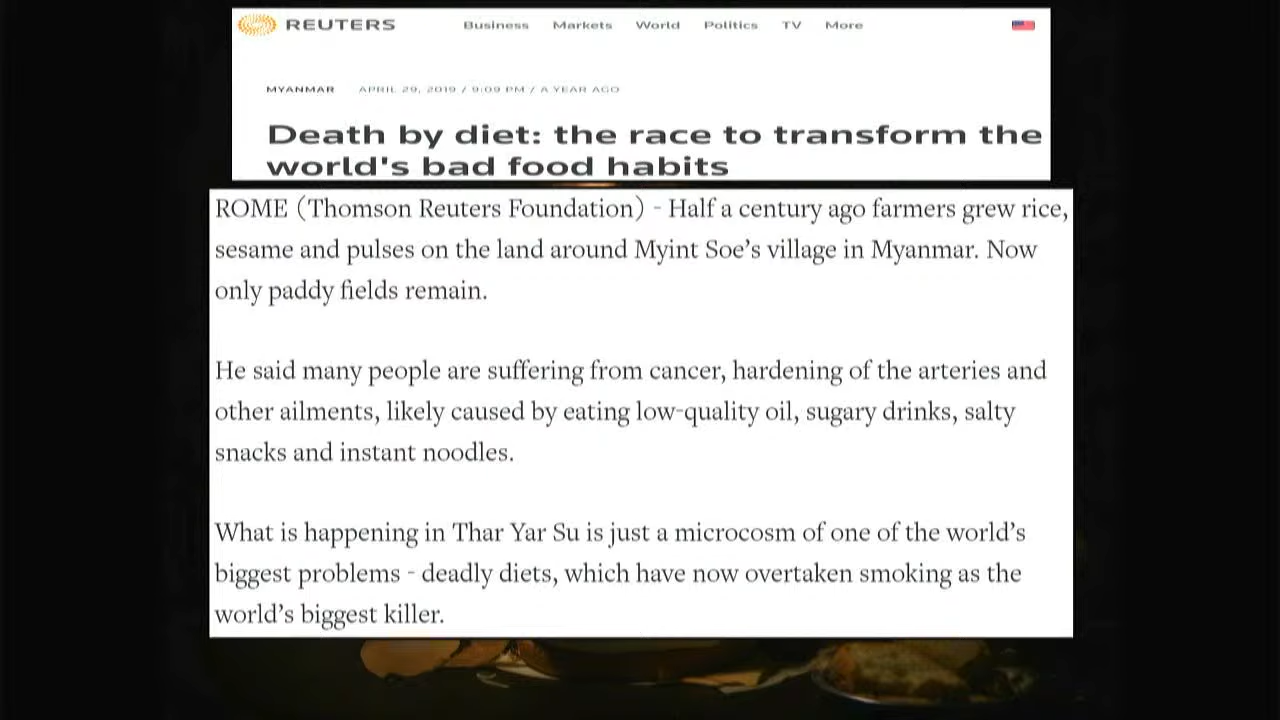 REUTERS Business Markets World Politics TV More
MYANMAR APRIL 29, 2019 / 9:09 PM / A YEAR AGO
Death by diet: the race to transform the
world's bad food habits
ROME (Thomson Reuters Foundation) - Half a century ago farmers grew rice,
sesame and pulses on the land around Myint Soe’s village in Myanmar. Now
only paddy fields remain.
He said many people are suffering from cancer, hardening of the arteries and
other ailments, likely caused by eating low-quality oil, sugary drinks, salty
snacks and instant noodles.
What is happening in Thar Yar Su is just a microcosm of one of the world’s
biggest problems - deadly diets, which have now overtaken smoking as the
world’s biggest killer.